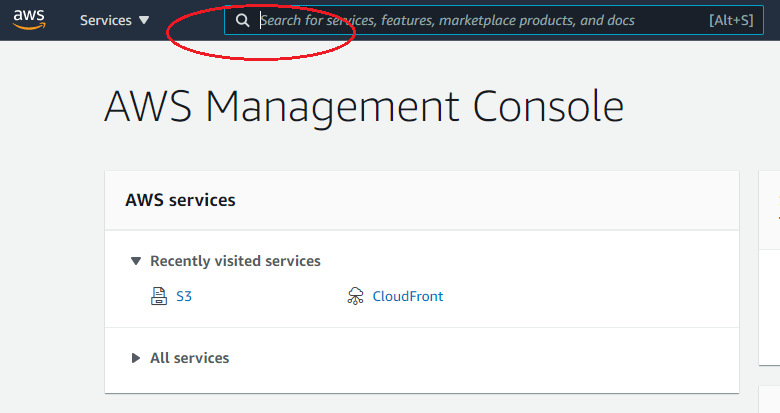 aws
Services
Search for services, features, marketplace products, and docs
[Alt+S]
AWS Management Console
AWS services
Recently visited services
S3
CloudFront
All services